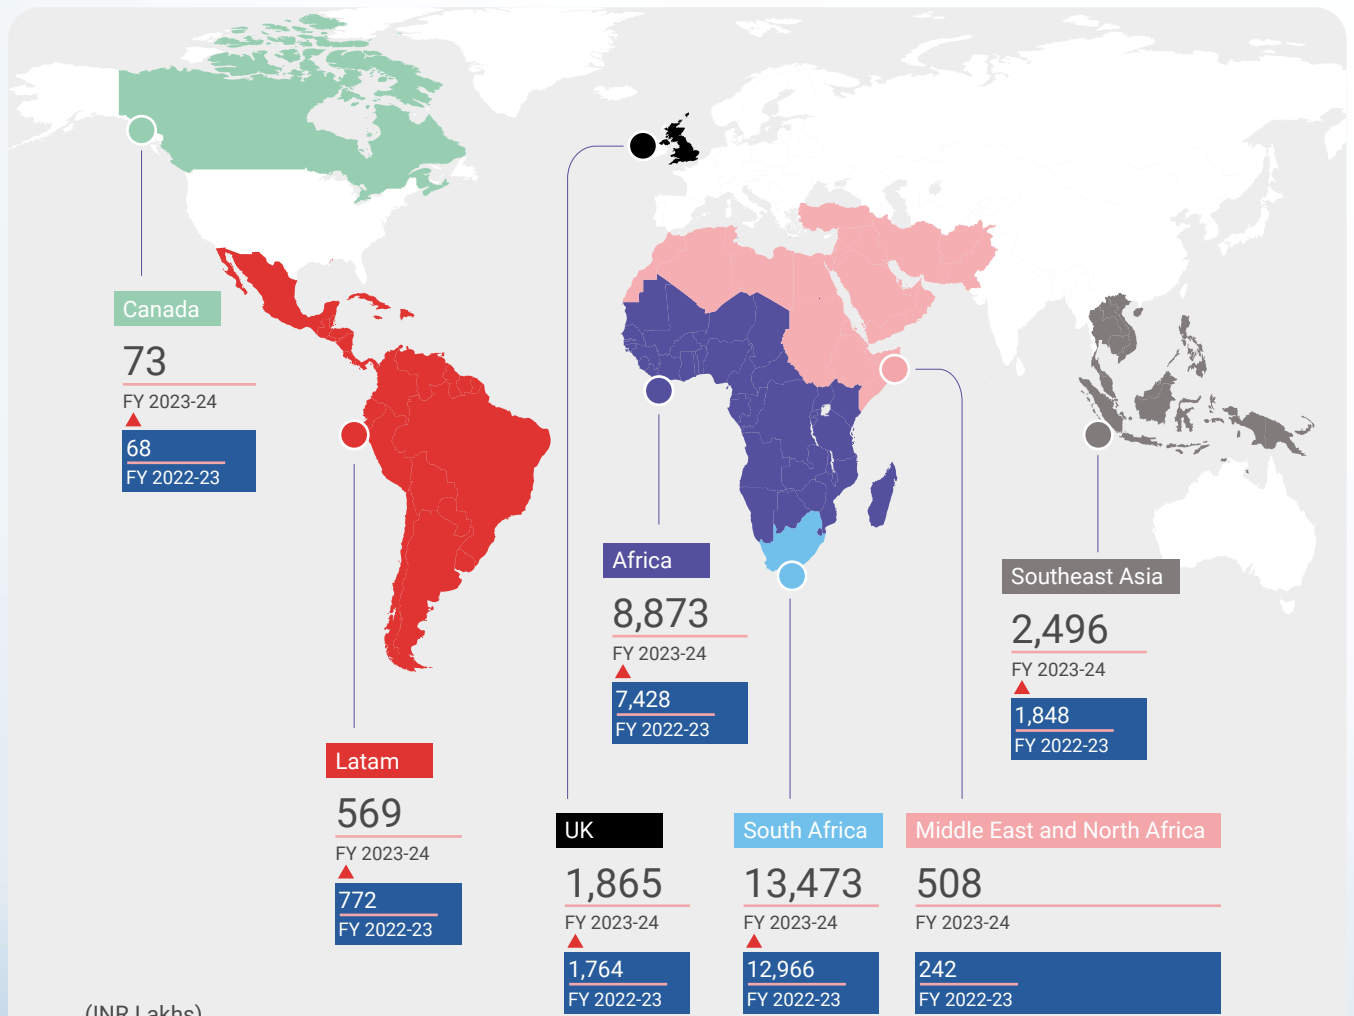 Canada
73
FY 2023-24
68
FY 2022-23
Africa
8,873
FY 2023-24
7,428
FY 2022-23
Southeast Asia
2,496
FY 2023-24
1,848
FY 2022-23
Latam
569
FY 2023-24
772
FY 2022-23
UK
1,865
FY 2023-24
1,764
FY 2022-23
South Africa
13,473
FY 2023-24
12,966
FY 2022-23
Middle East and North Africa
508
FY 2023-24
242
FY 2022-23
(INR Lakhs)